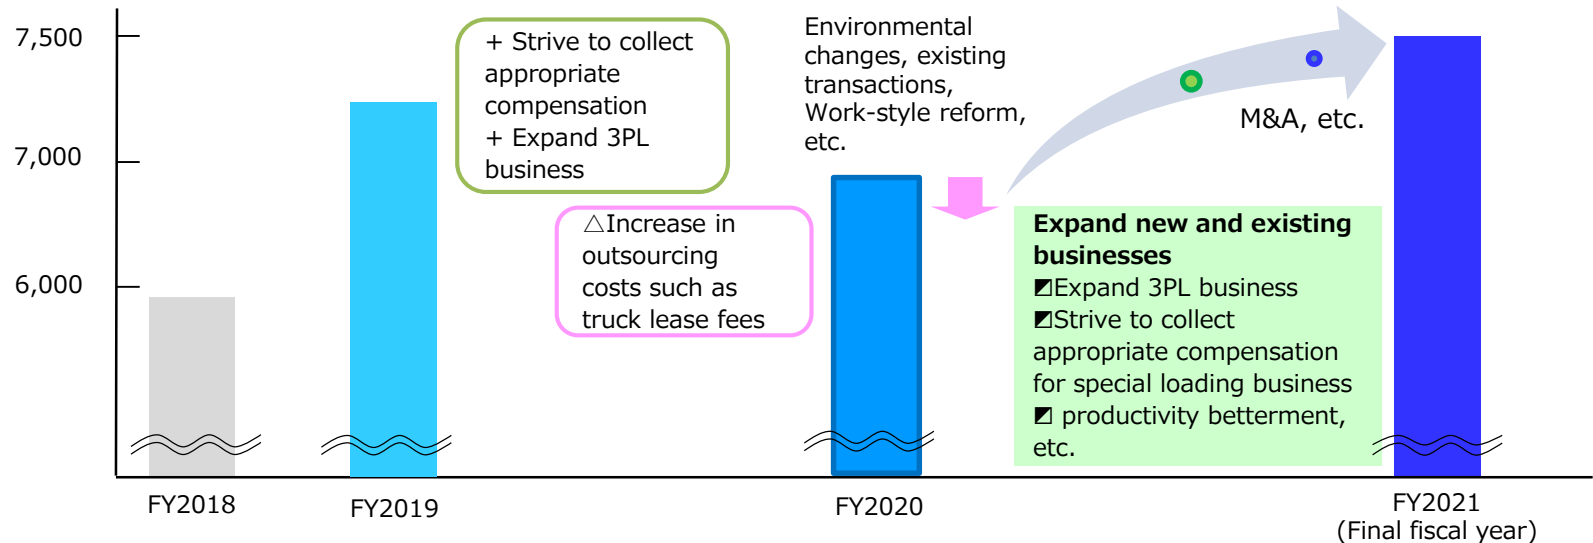 7,500
7,000
6,000
+ Strive to collect
appropriate
compensation
+ Expand 3PL
business
△Increase in
outsourcing
costs such as
truck lease fees
Environmental
changes, existing
transactions,
Work-style reform,
etc.
M&A, etc.
Expand new and existing
businesses
◩Expand 3PL business
◩Strive to collect
appropriate compensation
for special loading business
◩ productivity betterment,
etc.
FY2018
FY2019
FY2020
FY2021
(Final fiscal year)